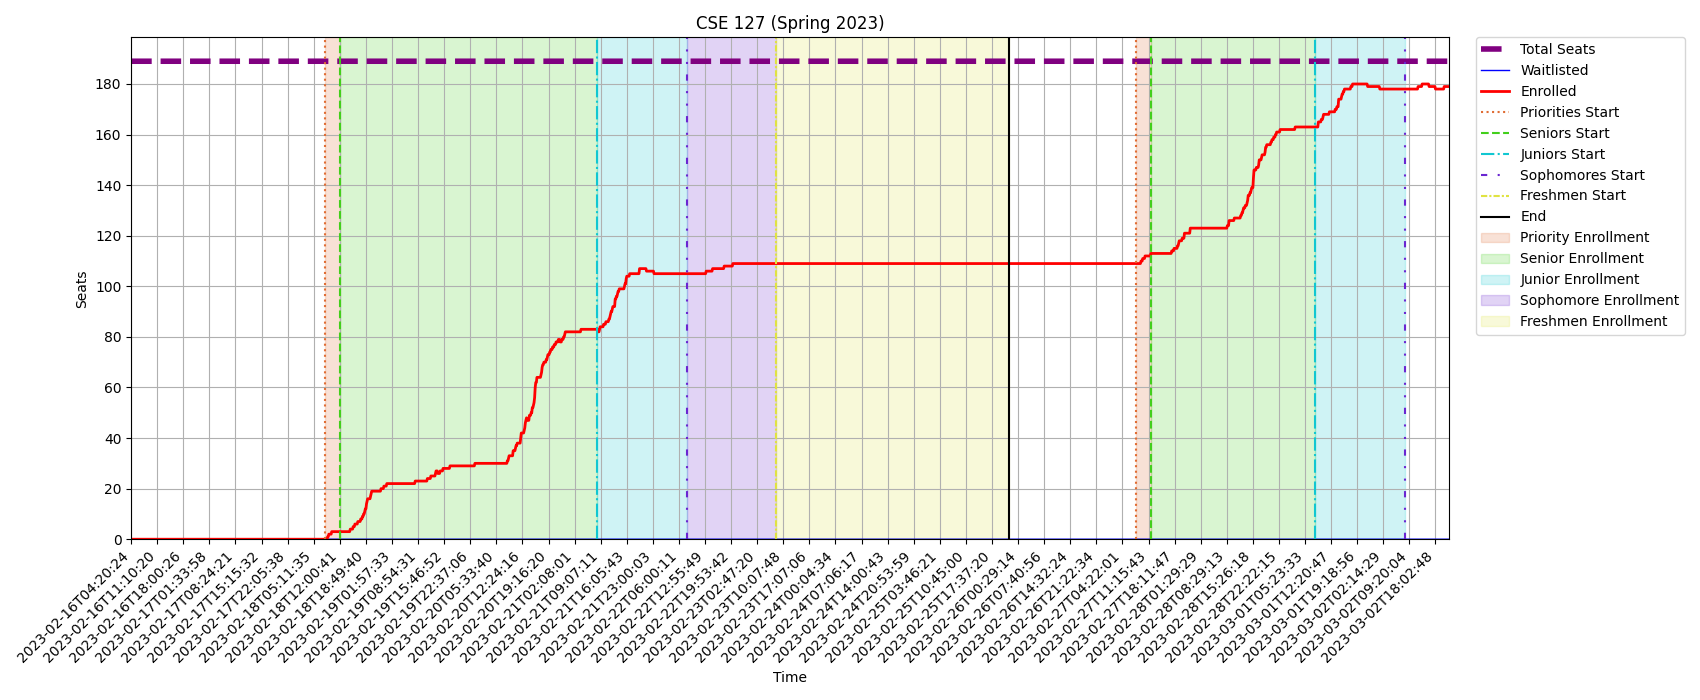 CSE 127 (Spring 2023)
Seats
180
160
140
120
100
80
60
40
20
0
2023-02-16T04:20:24
2023-02-16T11:10:20
2023-02-16T18:00:26
2023-02-17T01:33:58
2023-02-17T08:24:21
2023-02-17T15:15:32
2023-02-17T22:05:38
2023-02-18T05:11:35
2023-02-18T12:00:41
2023-02-18T18:49:40
2023-02-19T01:57:33
2023-02-19T08:54:31
2023-02-19T15:46:52
2023-02-19T22:37:06
2023-02-20T05:33:40
2023-02-20T12:24:16
2023-02-20T19:16:20
2023-02-21T02:08:01
2023-02-21T09:07:11
2023-02-21T16:05:43
2023-02-21T23:00:03
2023-02-22T06:00:11
2023-02-22T12:55:49
2023-02-22T19:53:42
2023-02-23T02:47:20
2023-02-23T10:07:48
2023-02-23T17:07:06
2023-02-24T00:04:34
2023-02-24T07:06:17
2023-02-24T14:00:43
2023-02-24T20:53:59
2023-02-25T03:46:21
2023-02-25T10:45:00
2023-02-25T17:37:20
2023-02-26T00:29:14
2023-02-26T07:40:56
2023-02-26T14:32:24
2023-02-26T21:22:34
2023-02-27T04:22:01
2023-02-27T11:15:43
2023-02-27T18:11:47
2023-02-28T01:29:29
2023-02-28T08:29:13
2023-02-28T15:26:18
2023-02-28T22:22:15
2023-03-01T05:23:33
2023-03-01T12:20:47
2023-03-01T19:18:56
2023-03-02T02:14:29
2023-03-02T09:20:04
2023-03-02T18:02:48
Time
Total Seats
Waitlisted
Enrolled
Priorities Start
Seniors Start
Juniors Start
Sophomores Start
Freshmen Start
End
Priority Enrollment
Senior Enrollment
Junior Enrollment
Sophomore Enrollment
Freshmen Enrollment